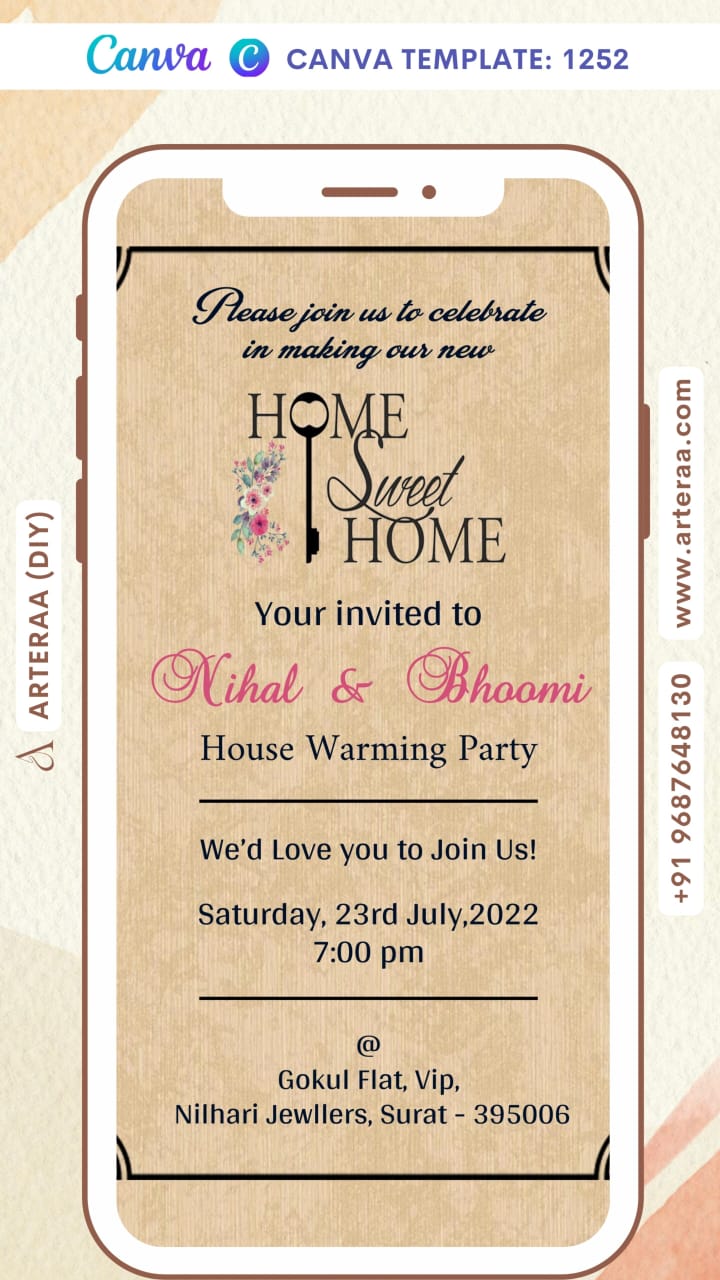 Canva C CANVA TEMPLATE: 1252
Please join us to celebrate
in making our new
HOME
Sweet
HOME
Your invited to
Nihal & Bhoomi
House Warming Party
We'd Love you to Join Us!
Saturday, 23rd July,2022
7:00 pm
@
Gokul Flat, Vip,
Nilhari Jewllers, Surat - 395006
ARTERAA (DIY)
www.arteraa.com
+91 9687648130